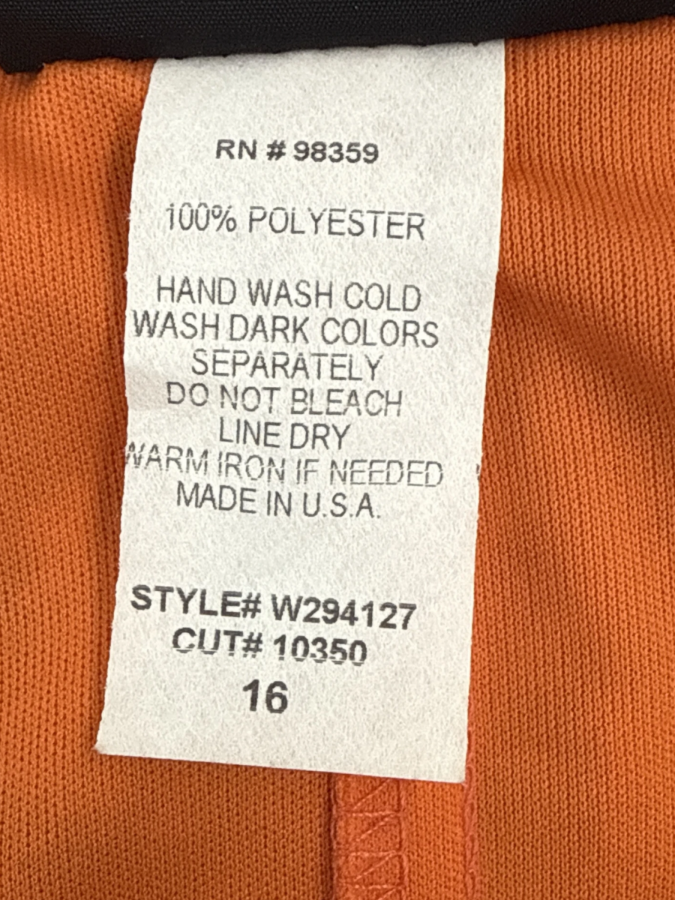 RN # 98359
100% POLYESTER
HAND WASH COLD
WASH DARK COLORS
SEPARATELY
DO NOT BLEACH
LINE DRY
WARM IRON IF NEEDED
MADE IN U.S.A.
STYLE# W294127
CUT# 10350
16